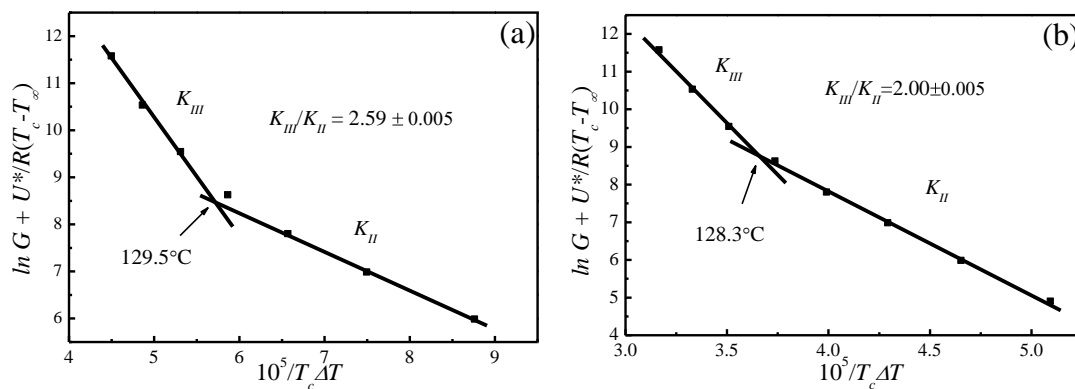 (a)
ln G + U*/R(T_c-T_∞)
12
11
10
9
8
7
6
K_III
K_III/K_II = 2.59 ± 0.005
129.5°C
K_II
4 5 6 7 8 9
10^5/T_cΔT
(b)
ln G + U*/R(T_c-T_∞)
12
11
10
9
8
7
6
5
4
K_III
K_III/K_II=2.00±0.005
128.3°C
K_II
3.0 3.5 4.0 4.5 5.0
10^5/T_cΔT